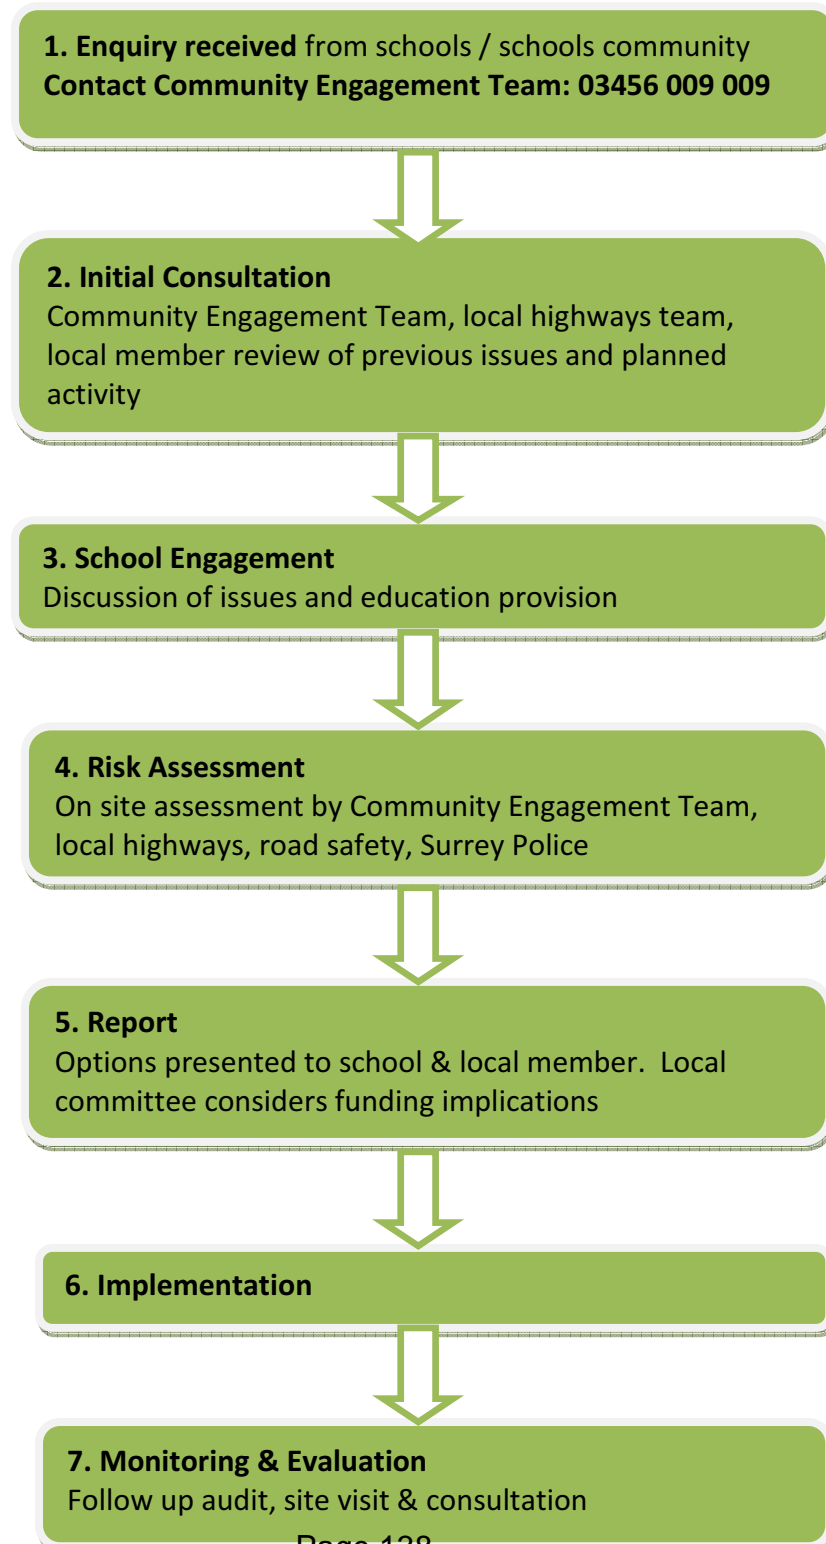 1. Enquiry received from schools / schools community
Contact Community Engagement Team: 03456 009 009
2. Initial Consultation
Community Engagement Team, local highways team,
local member review of previous issues and planned
activity
3. School Engagement
Discussion of issues and education provision
4. Risk Assessment
On site assessment by Community Engagement Team,
local highways, road safety, Surrey Police
5. Report
Options presented to school & local member.  Local
committee considers funding implications
6. Implementation
7. Monitoring & Evaluation
Follow up audit, site visit & consultation
Page 138